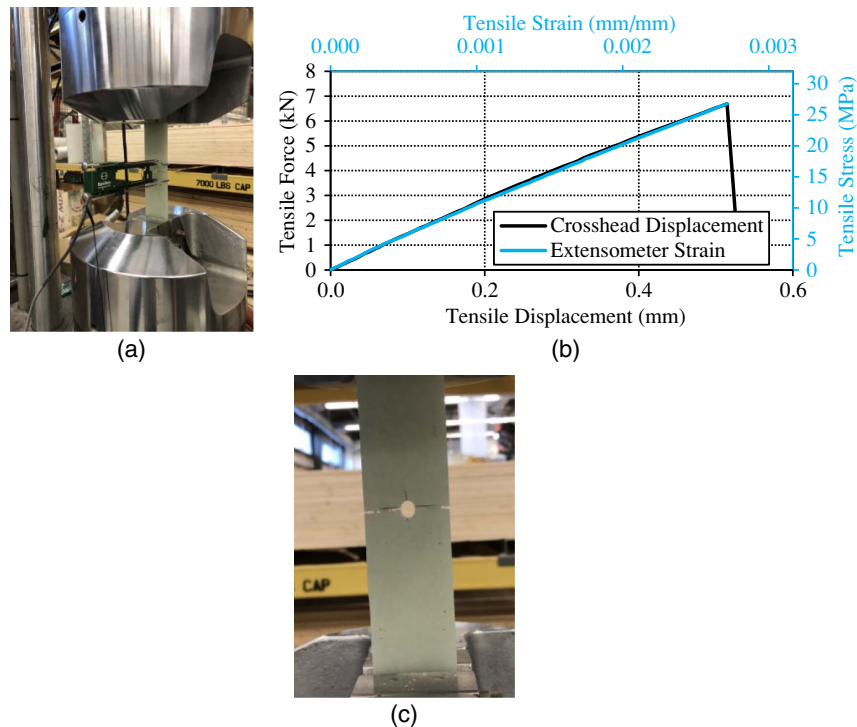 Tensile Strain (mm/mm)
0.000 0.001 0.002 0.003
8
7
6
5
4
3
2
1
0
Tensile Force (kN)
30
25
20
15
10
5
0
Tensile Stress (MPa)
Crosshead Displacement
Extensometer Strain
0.0 0.2 0.4 0.6
Tensile Displacement (mm)
7000 LBS CAP
(a)
(b)
CAP
(c)